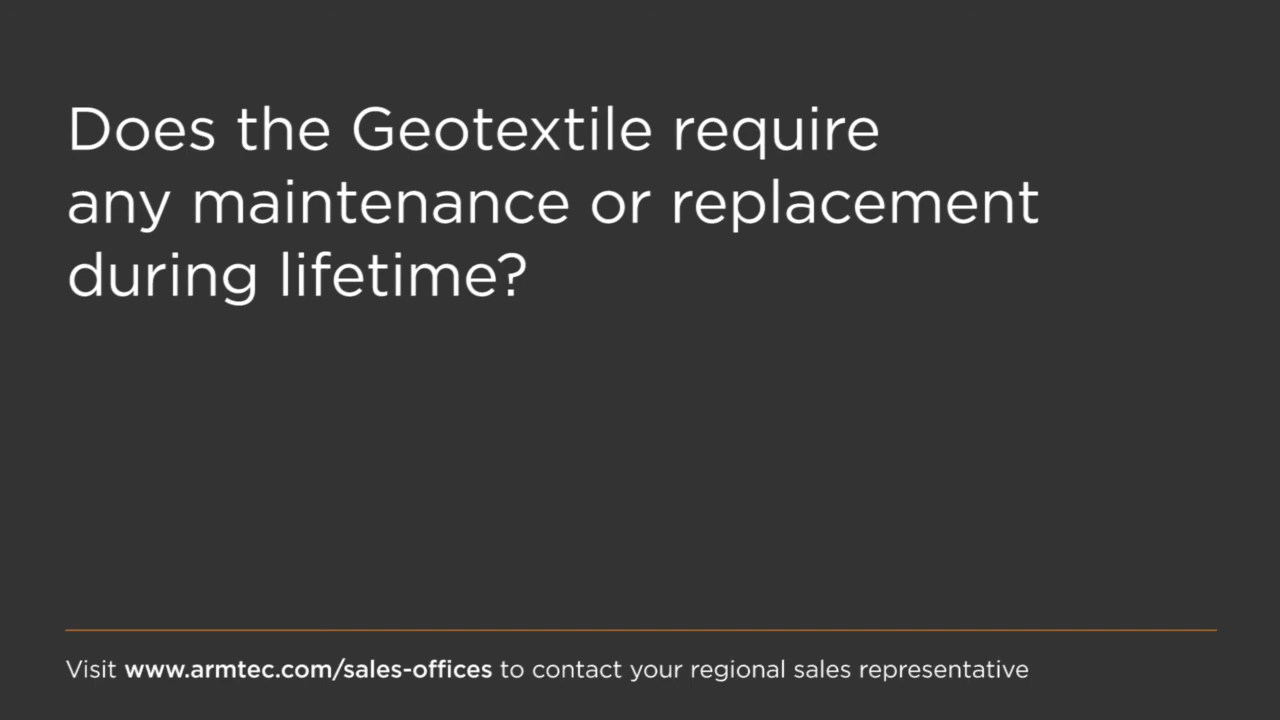 Does the Geotextile require
any maintenance or replacement
during lifetime?
Visit www.armtec.com/sales-offices to contact your regional sales representative